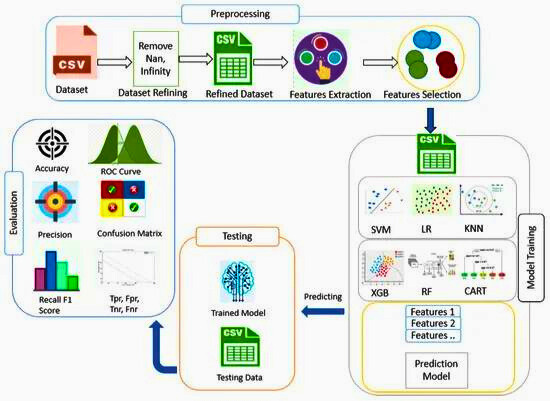 Preprocessing
CSV
Remove
Nan,
Infinity
CSV
Dataset
Dataset Refining
Refined Dataset
Features Extraction
Features Selection
Evaluation
Accuracy
ROC Curve
Precision
Confusion Matrix
Recall F1
Score
Tpr, Fpr,
Tnr, Fnr
Testing
Trained Model
CSV
Testing Data
Predicting
CSV
Model Training
SVM
LR
KNN
XGB
RF
CART
Features 1
Features 2
Features ..
Prediction
Model